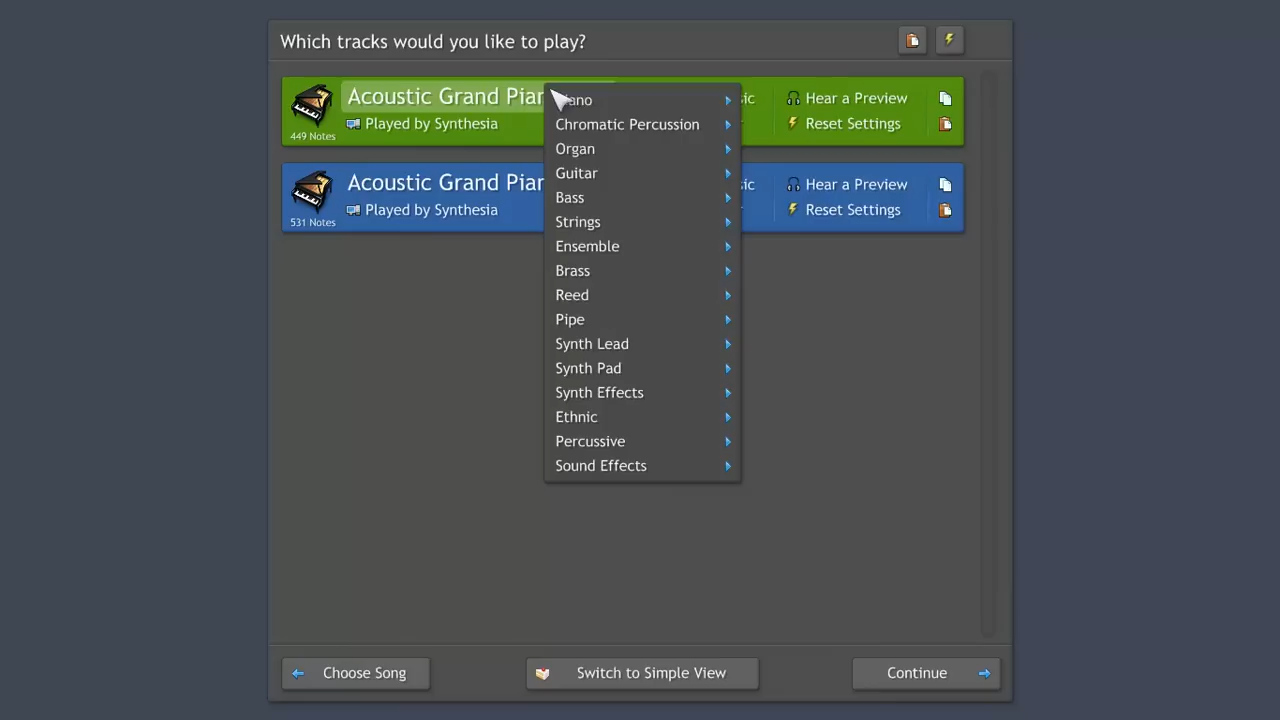 Which tracks would you like to play?
Acoustic Grand Pian
449 Notes
Played by Synthesia
Hear a Preview
Reset Settings
Acoustic Grand Pian
531 Notes
Played by Synthesia
Hear a Preview
Reset Settings
Chromatic Percussion
Organ
Guitar
Bass
Strings
Ensemble
Brass
Reed
Pipe
Synth Lead
Synth Pad
Synth Effects
Ethnic
Percussive
Sound Effects
Choose Song
Switch to Simple View
Continue